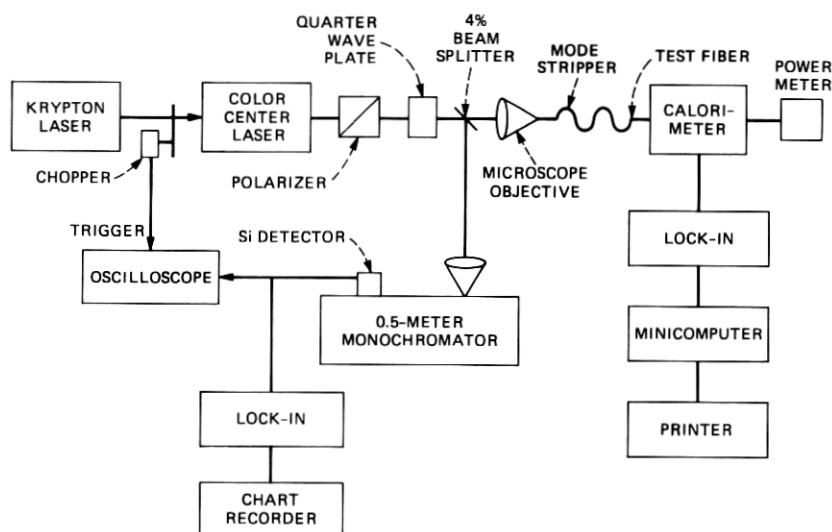 QUARTER
WAVE
PLATE
4%
BEAM
SPLITTER
MODE
STRIPPER
TEST FIBER
POWER
METER
KRYPTON
LASER
COLOR
CENTER
LASER
CALORI-
METER
CHOPPER
POLARIZER
MICROSCOPE
OBJECTIVE
TRIGGER
Si DETECTOR
LOCK-IN
OSCILLOSCOPE
0.5-METER
MONOCHROMATOR
MINICOMPUTER
LOCK-IN
PRINTER
CHART
RECORDER